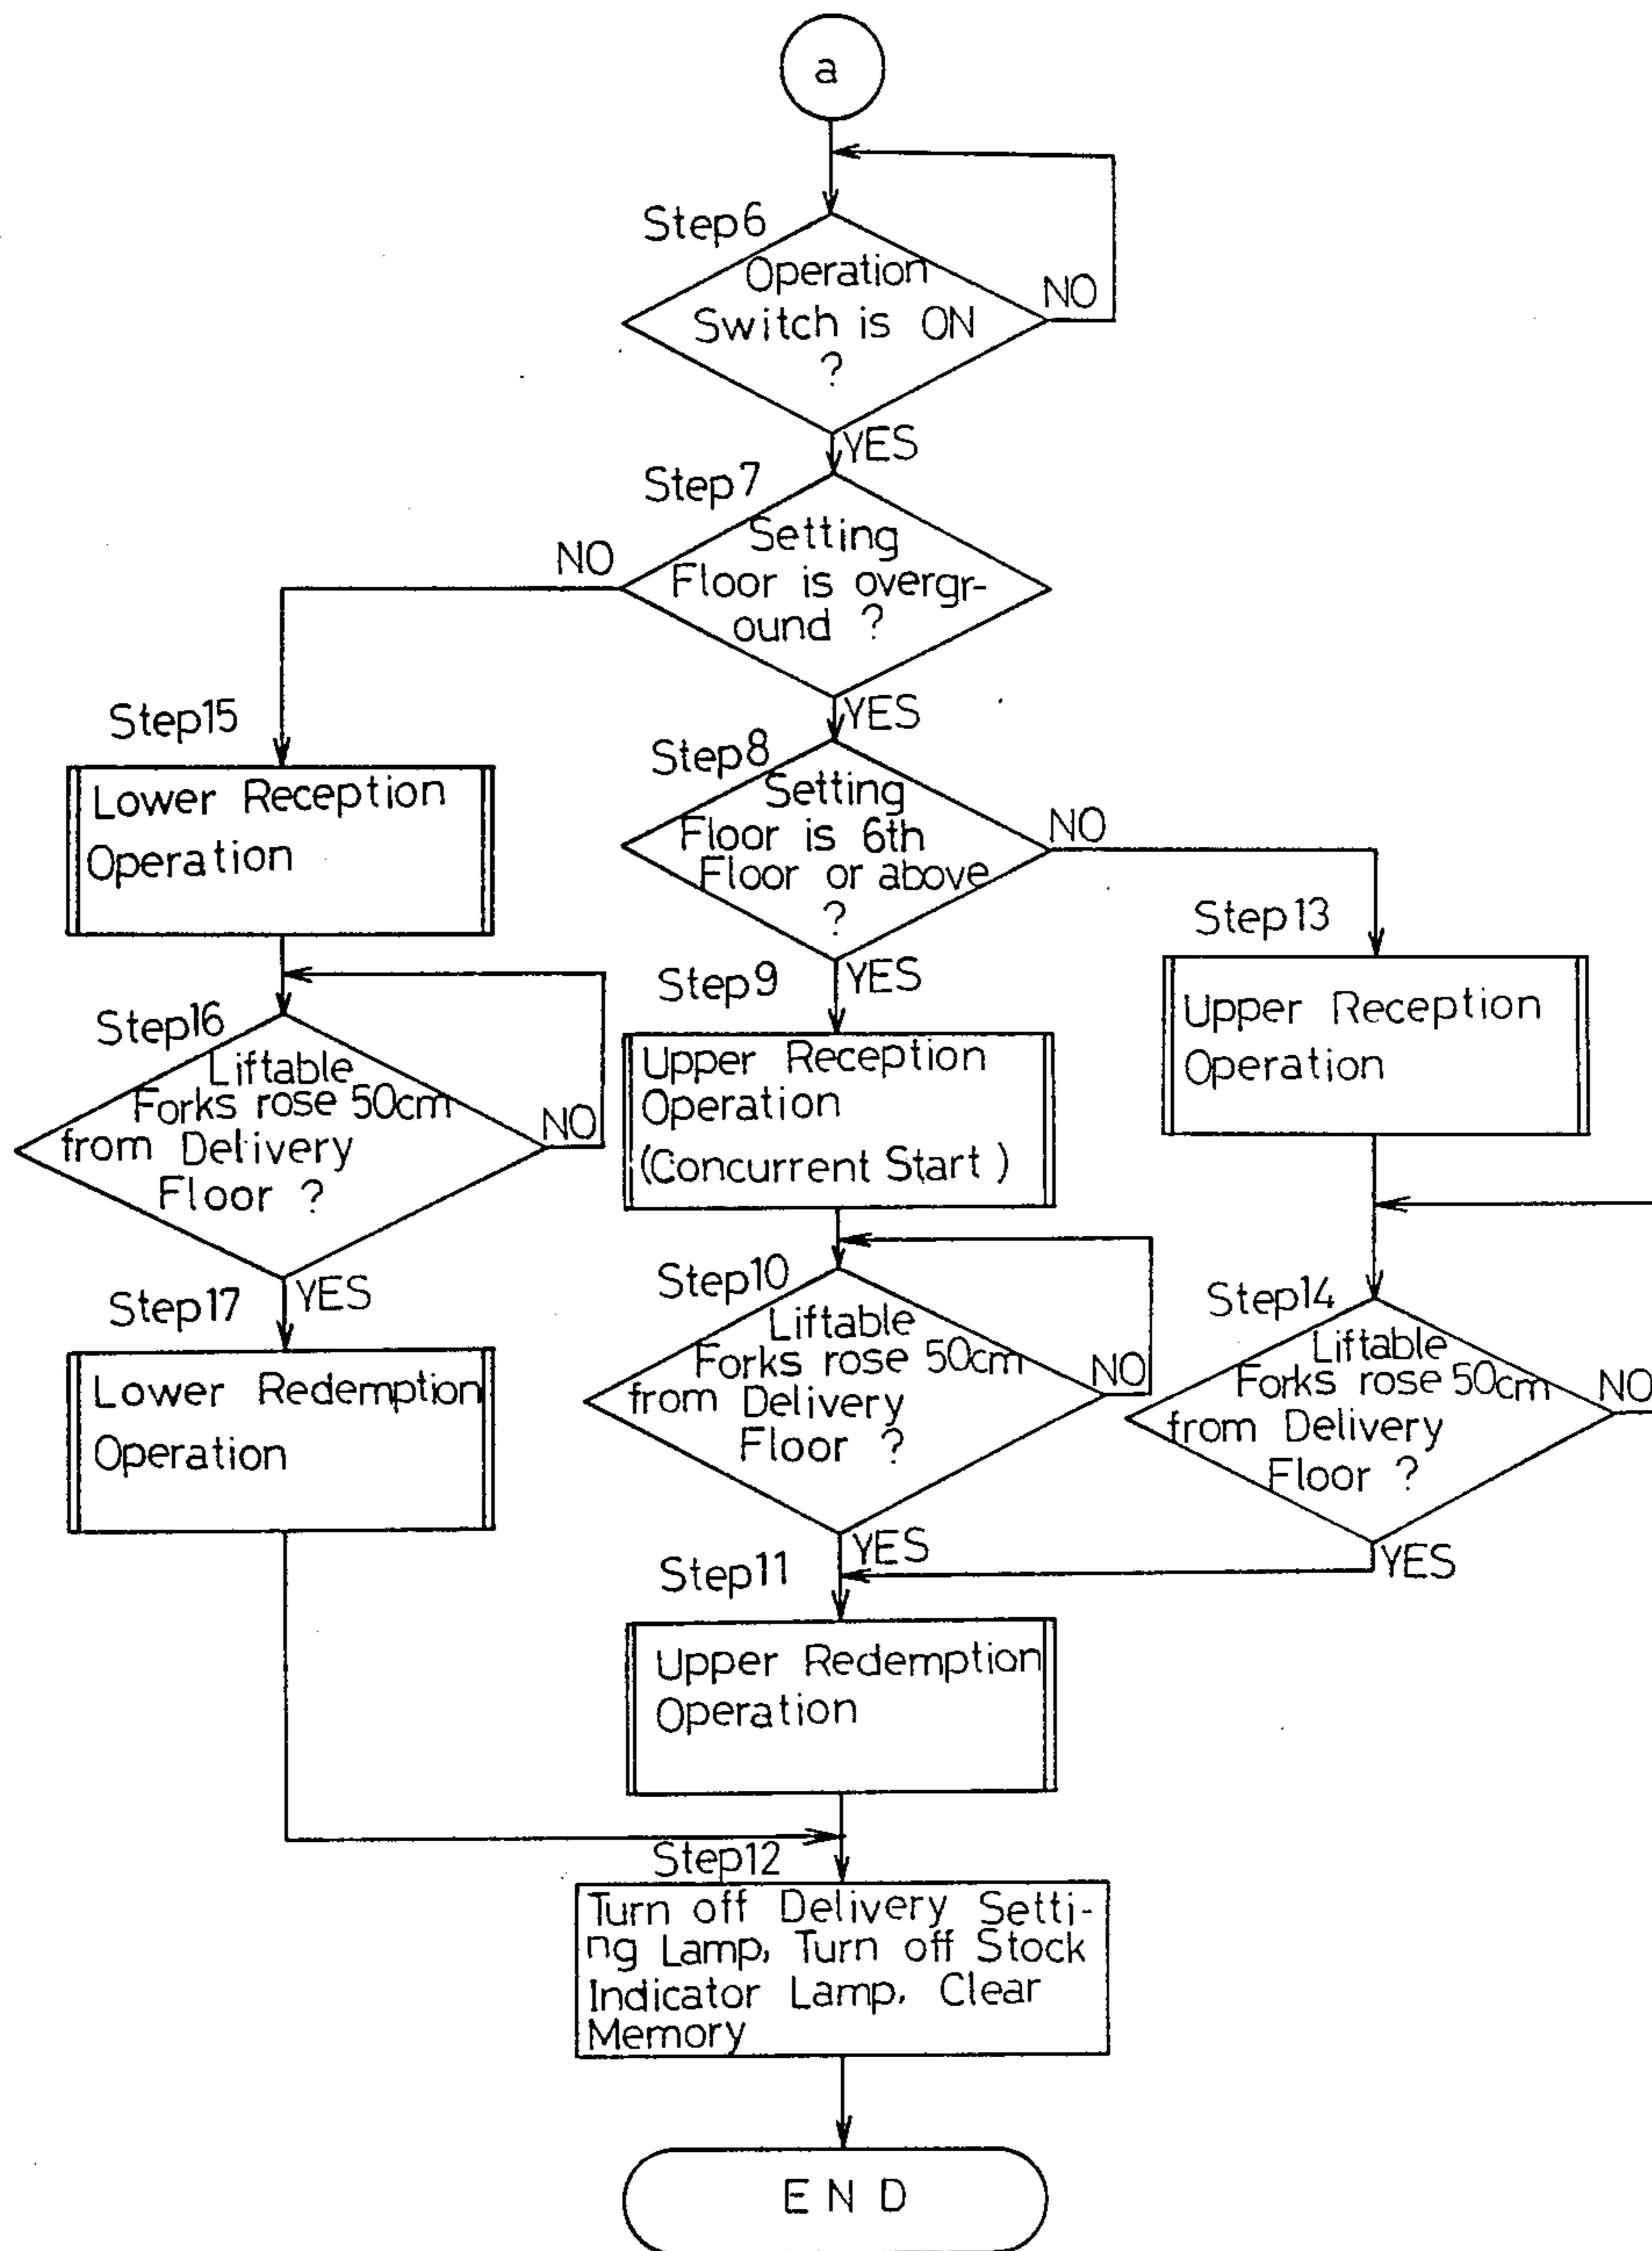 a
Step6
Operation
Switch is ON
?
NO
YES
Step7
Setting
Floor is overgr-
ound ?
NO
YES
Step8
Setting
Floor is 6th
Floor or above
?
NO
YES
Step15
Lower Reception
Operation
Step16
Liftable
Forks rose 50cm
from Delivery
Floor ?
NO
YES
Step17
Lower Redemption
Operation
Step9
Upper Reception
Operation
(Concurrent Start)
Step10
Liftable
Forks rose 50cm
from Delivery
Floor ?
NO
YES
Step13
Upper Reception
Operation
Step14
Liftable
Forks rose 50cm
from Delivery
Floor ?
NO
YES
Step11
Upper Redemption
Operation
Step12
Turn off Delivery Setti-
ng Lamp, Turn off Stock
Indicator Lamp, Clear
Memory
END